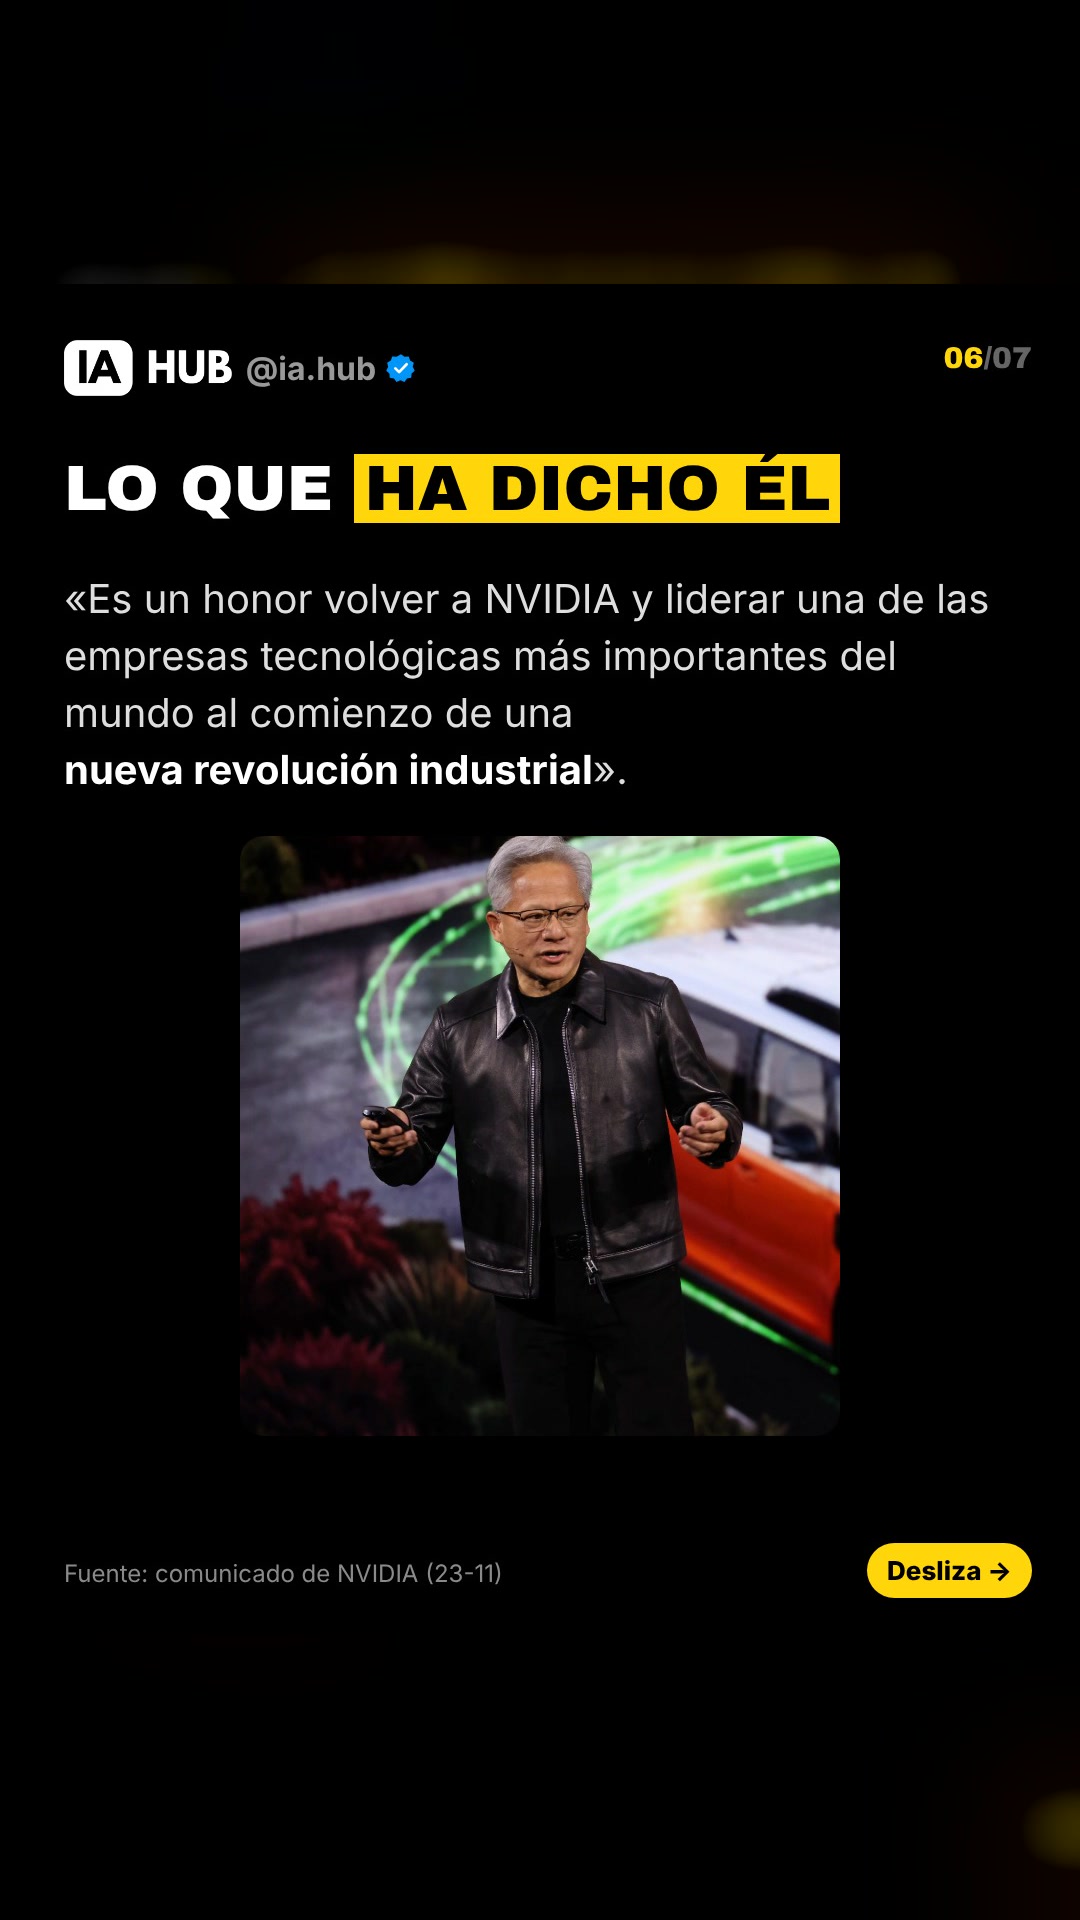 IA HUB @ia.hub
06/07
LO QUE HA DICHO ÉL
«Es un honor volver a NVIDIA y liderar una de las
empresas tecnológicas más importantes del
mundo al comienzo de una
nueva revolución industrial».
Fuente: comunicado de NVIDIA (23-11)
Desliza →